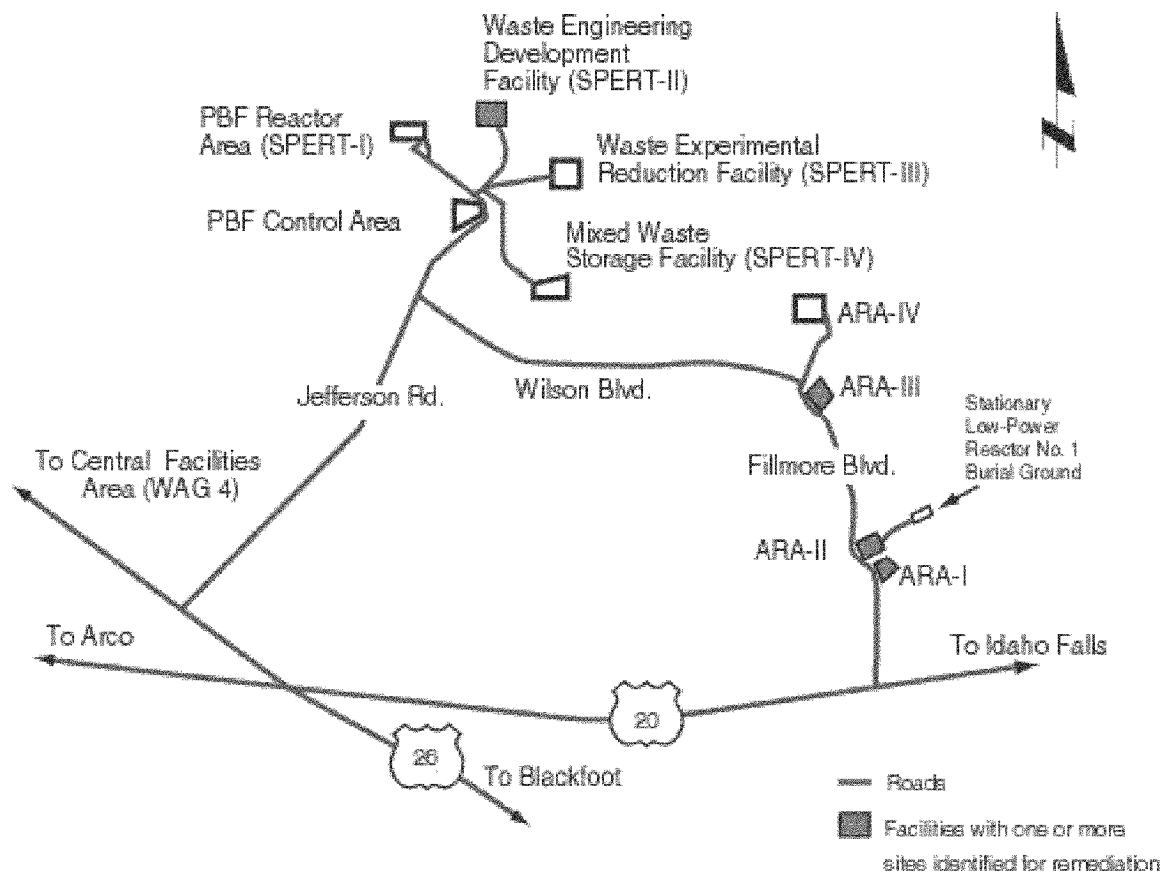 Waste Engineering
Development
Facility (SPERT-II)
PBF Reactor
Area (SPERT-I)
Waste Experimental
Reduction Facility (SPERT-III)
PBF Control Area
Mixed Waste
Storage Facility (SPERT-IV)
ARA-IV
Jefferson Rd.
Wilson Blvd.
ARA-III
Stationary
Low-Power
Reactor No. 1
Burial Ground
To Central Facilities
Area (WAG 4)
Fillmore Blvd.
ARA-II
ARA-I
To Arco
To Idaho Falls
20
26
To Blackfoot
Roads
Facilities with one or more
sites identified for remediation